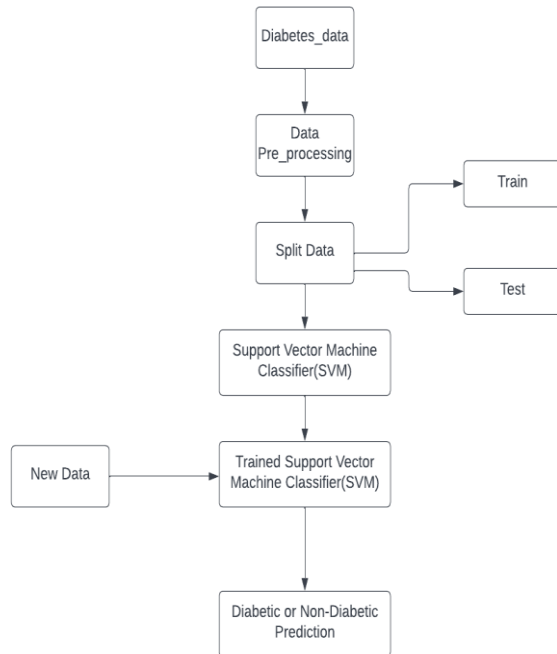 Diabetes_data
Data
Pre_processing
Train
Split Data
Test
Support Vector Machine
Classifier(SVM)
New Data
Trained Support Vector
Machine Classifier(SVM)
Diabetic or Non-Diabetic
Prediction